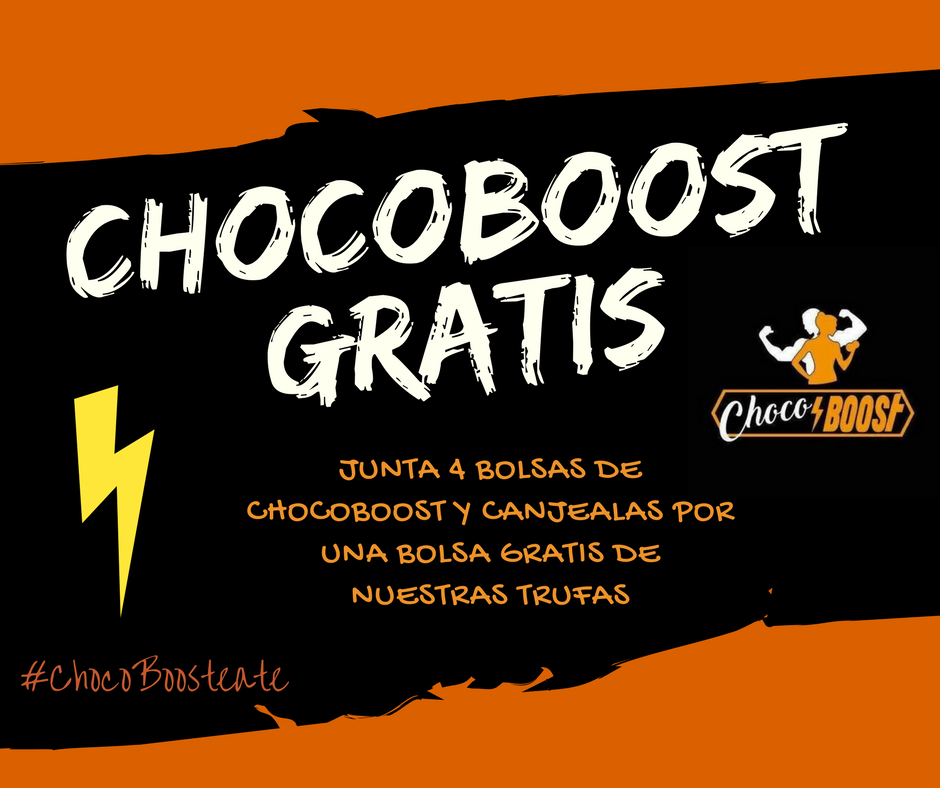 CHOCOBOOST
GRATIS
Choco BOOST
JUNTA 4 BOLSAS DE
CHOCOBOOST Y CANJEALAS POR
UNA BOLSA GRATIS DE
NUESTRAS TRUFAS
#ChocoBoosteate